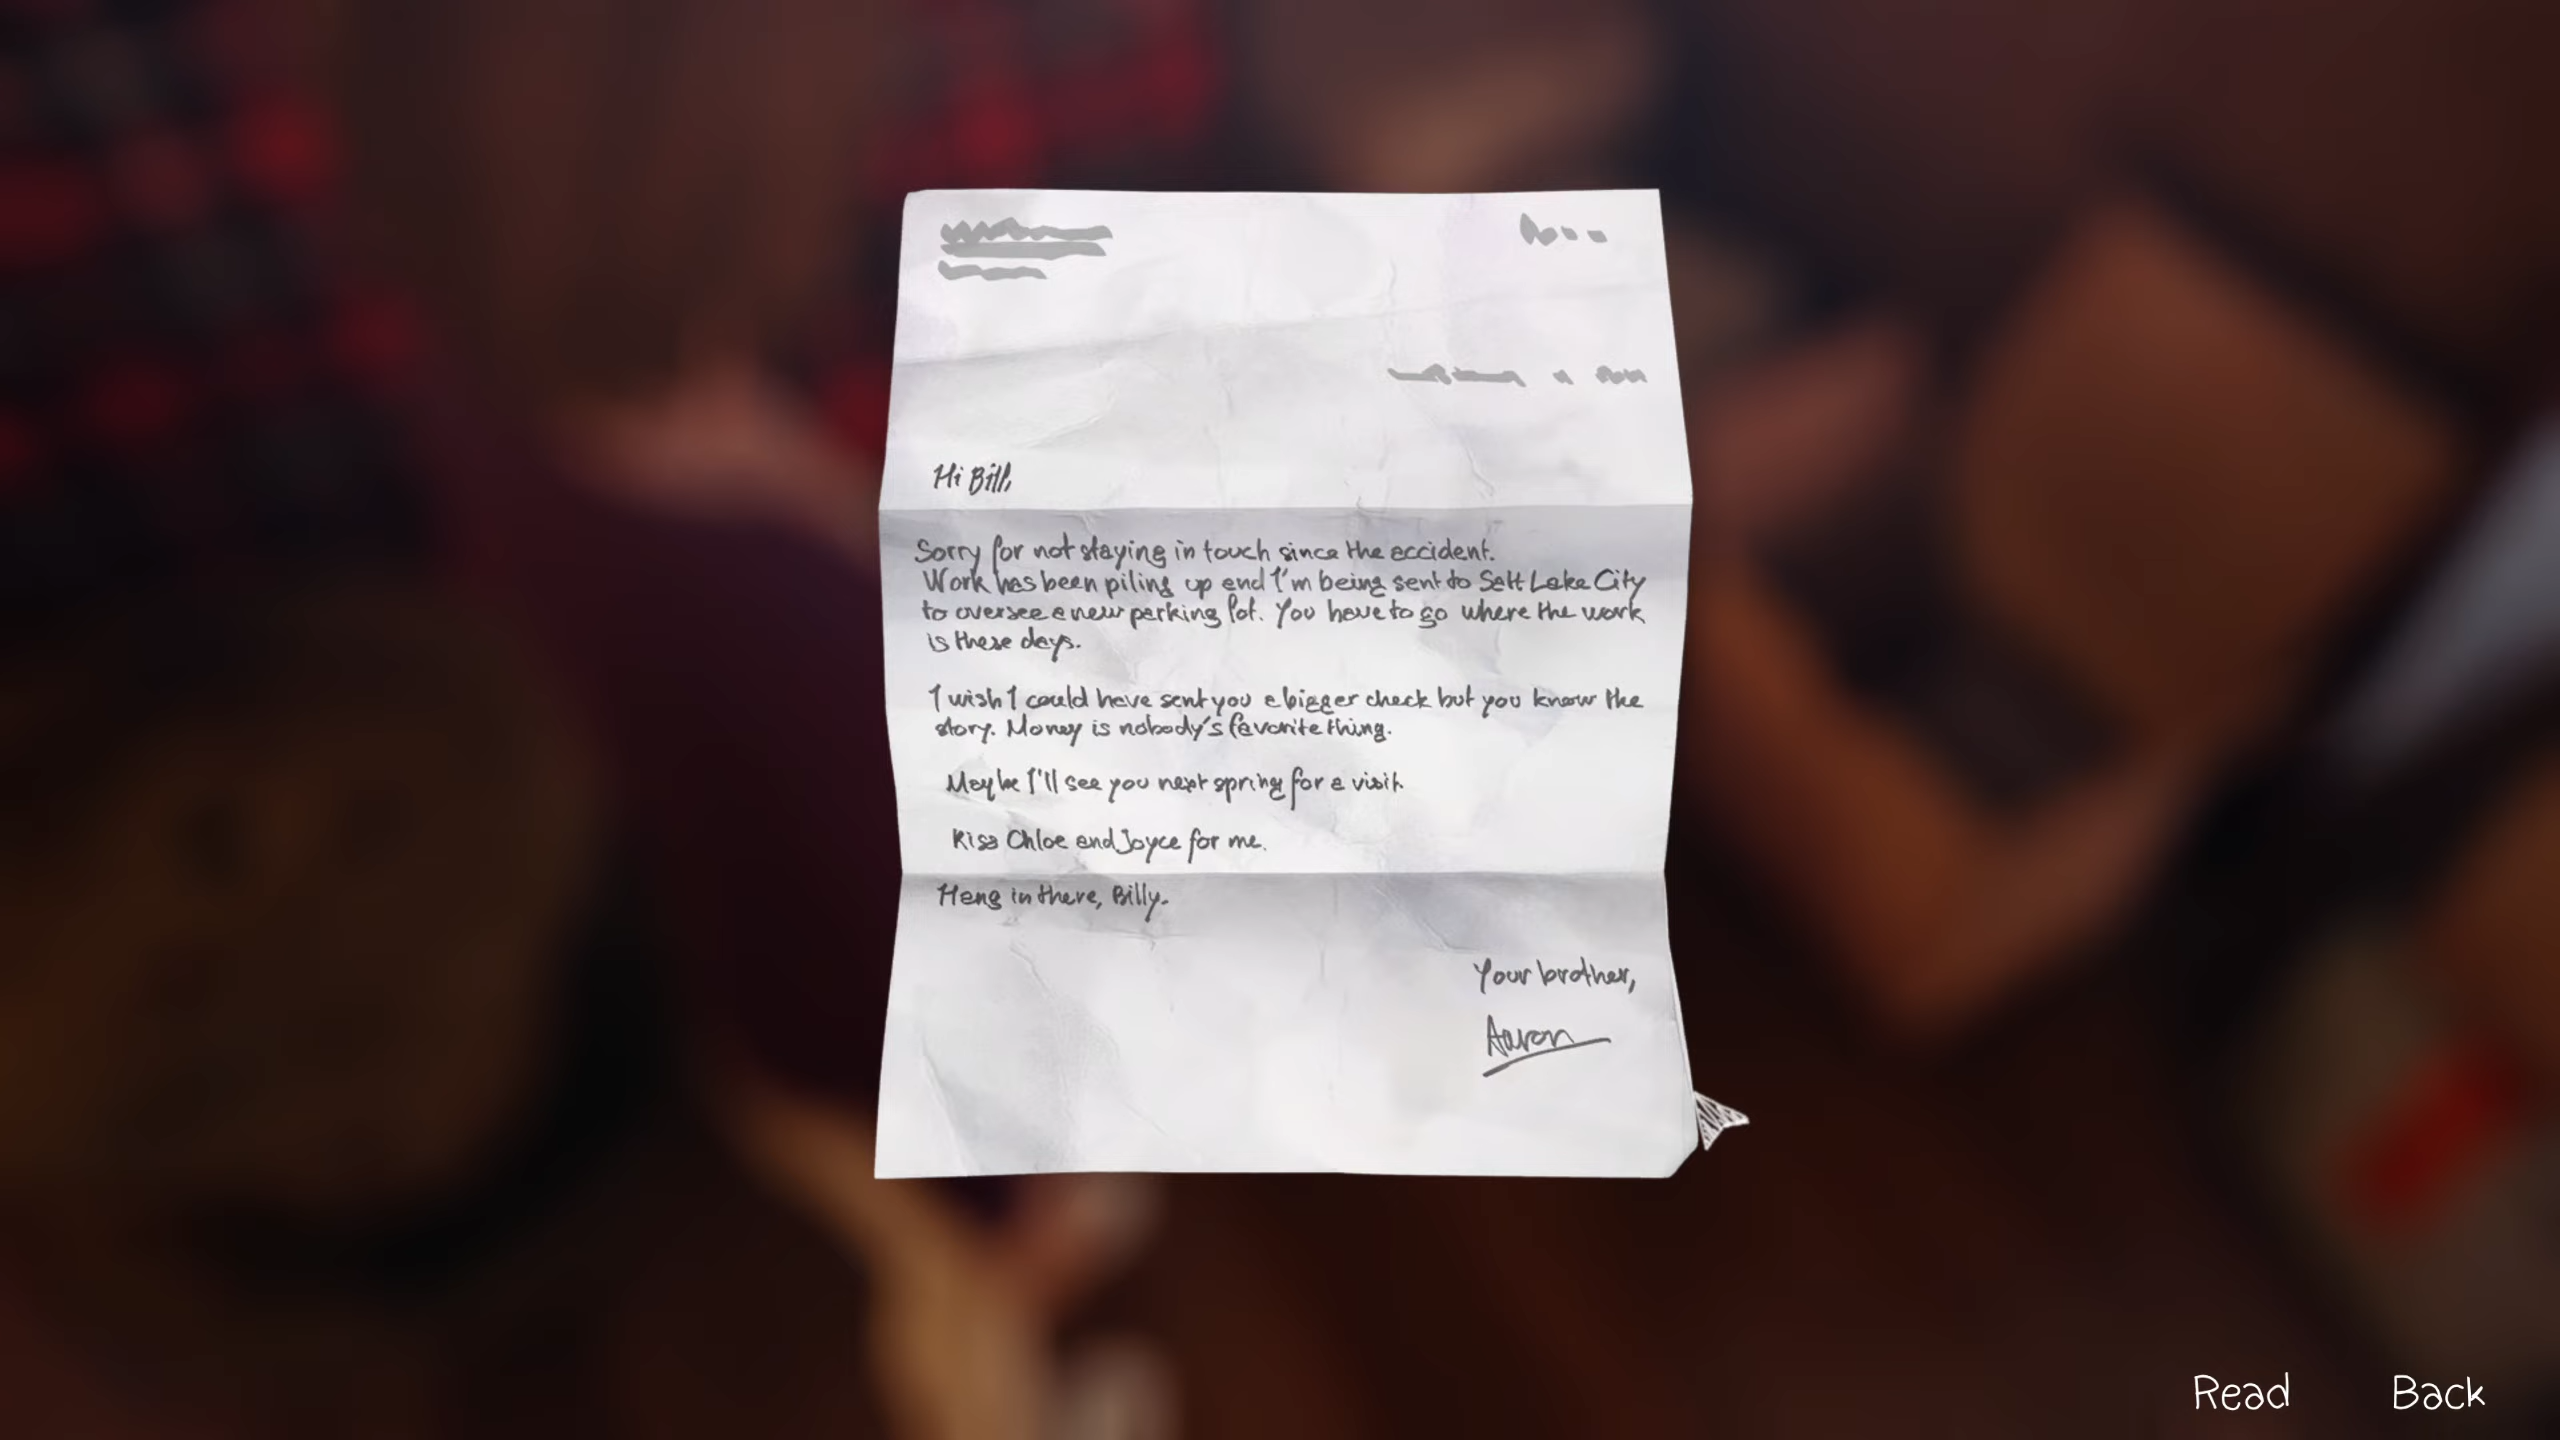 Hi Bill,
Sorry for not staying in touch since the accident.
Work has been piling up and I'm being sent to Salt Lake City
to oversee a new parking lot. You have to go where the work
is these days.
I wish I could have sent you a bigger check but you know the
story. Money is nobody's favorite thing.
Maybe I'll see you next spring for a visit.
Kiss Chloe and Joyce for me.
Hang in there, Billy.
Your brother,
Aaron
Read Back